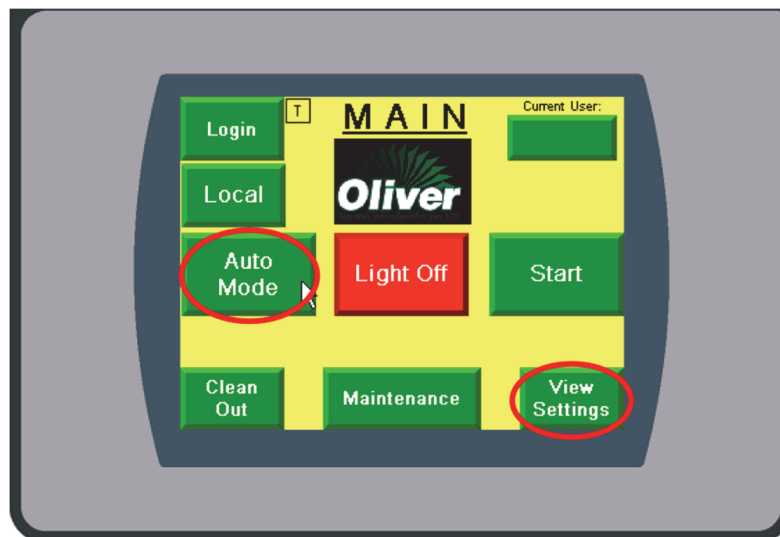 Login
T
MAIN
Current User:
Local
Oliver
Auto
Mode
Light Off
Start
Clean
Out
Maintenance
View
Settings